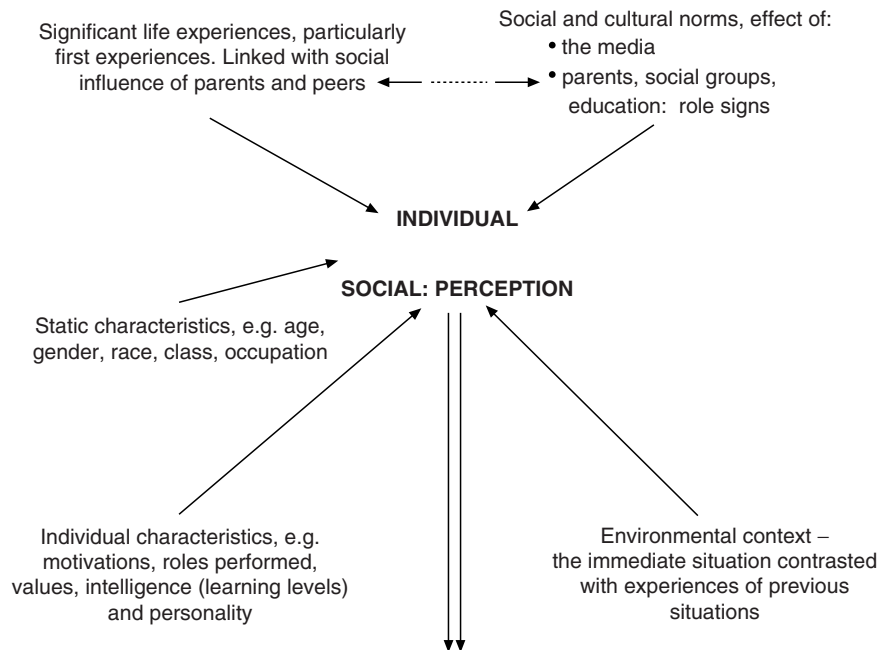 Significant life experiences, particularly
first experiences. Linked with social
influence of parents and peers
Social and cultural norms, effect of:
• the media
• parents, social groups,
education: role signs
INDIVIDUAL
SOCIAL: PERCEPTION
Static characteristics, e.g. age,
gender, race, class, occupation
Individual characteristics, e.g.
motivations, roles performed,
values, intelligence (learning levels)
and personality
Environmental context –
the immediate situation contrasted
with experiences of previous
situations